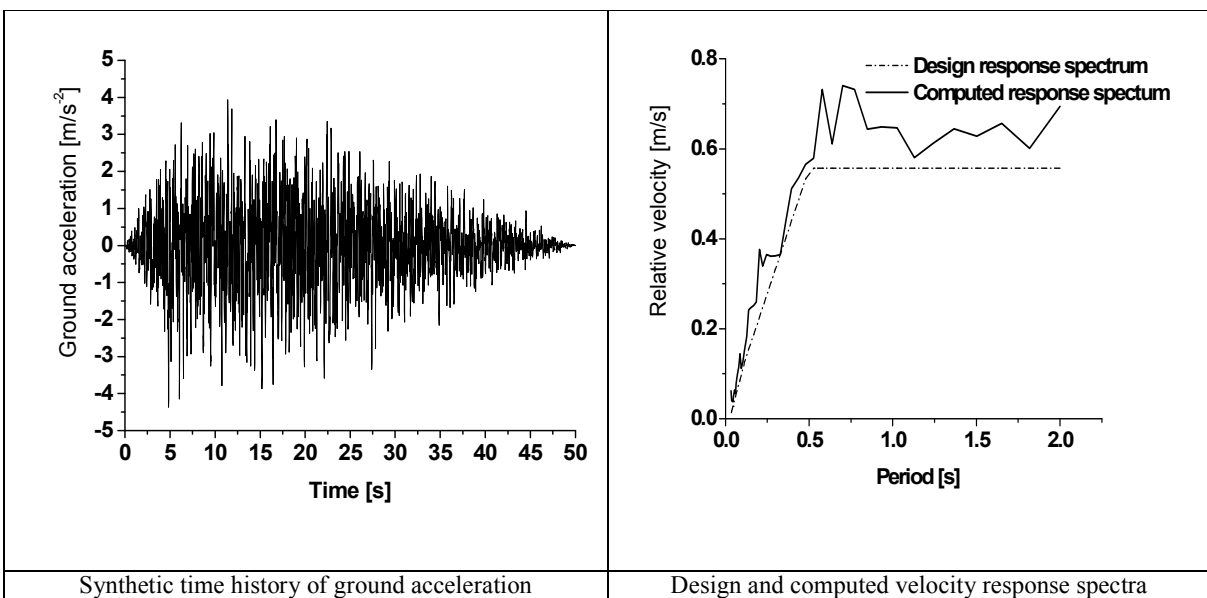 5
4
3
2
1
0
-1
-2
-3
-4
-5
Ground acceleration [m/s-2]
0 5 10 15 20 25 30 35 40 45 50
Time [s]
Synthetic time history of ground acceleration
0.8
0.6
0.4
0.2
0.0
Relative velocity [m/s]
Design response spectrum
Computed response spectum
0.0 0.5 1.0 1.5 2.0
Period [s]
Design and computed velocity response spectra